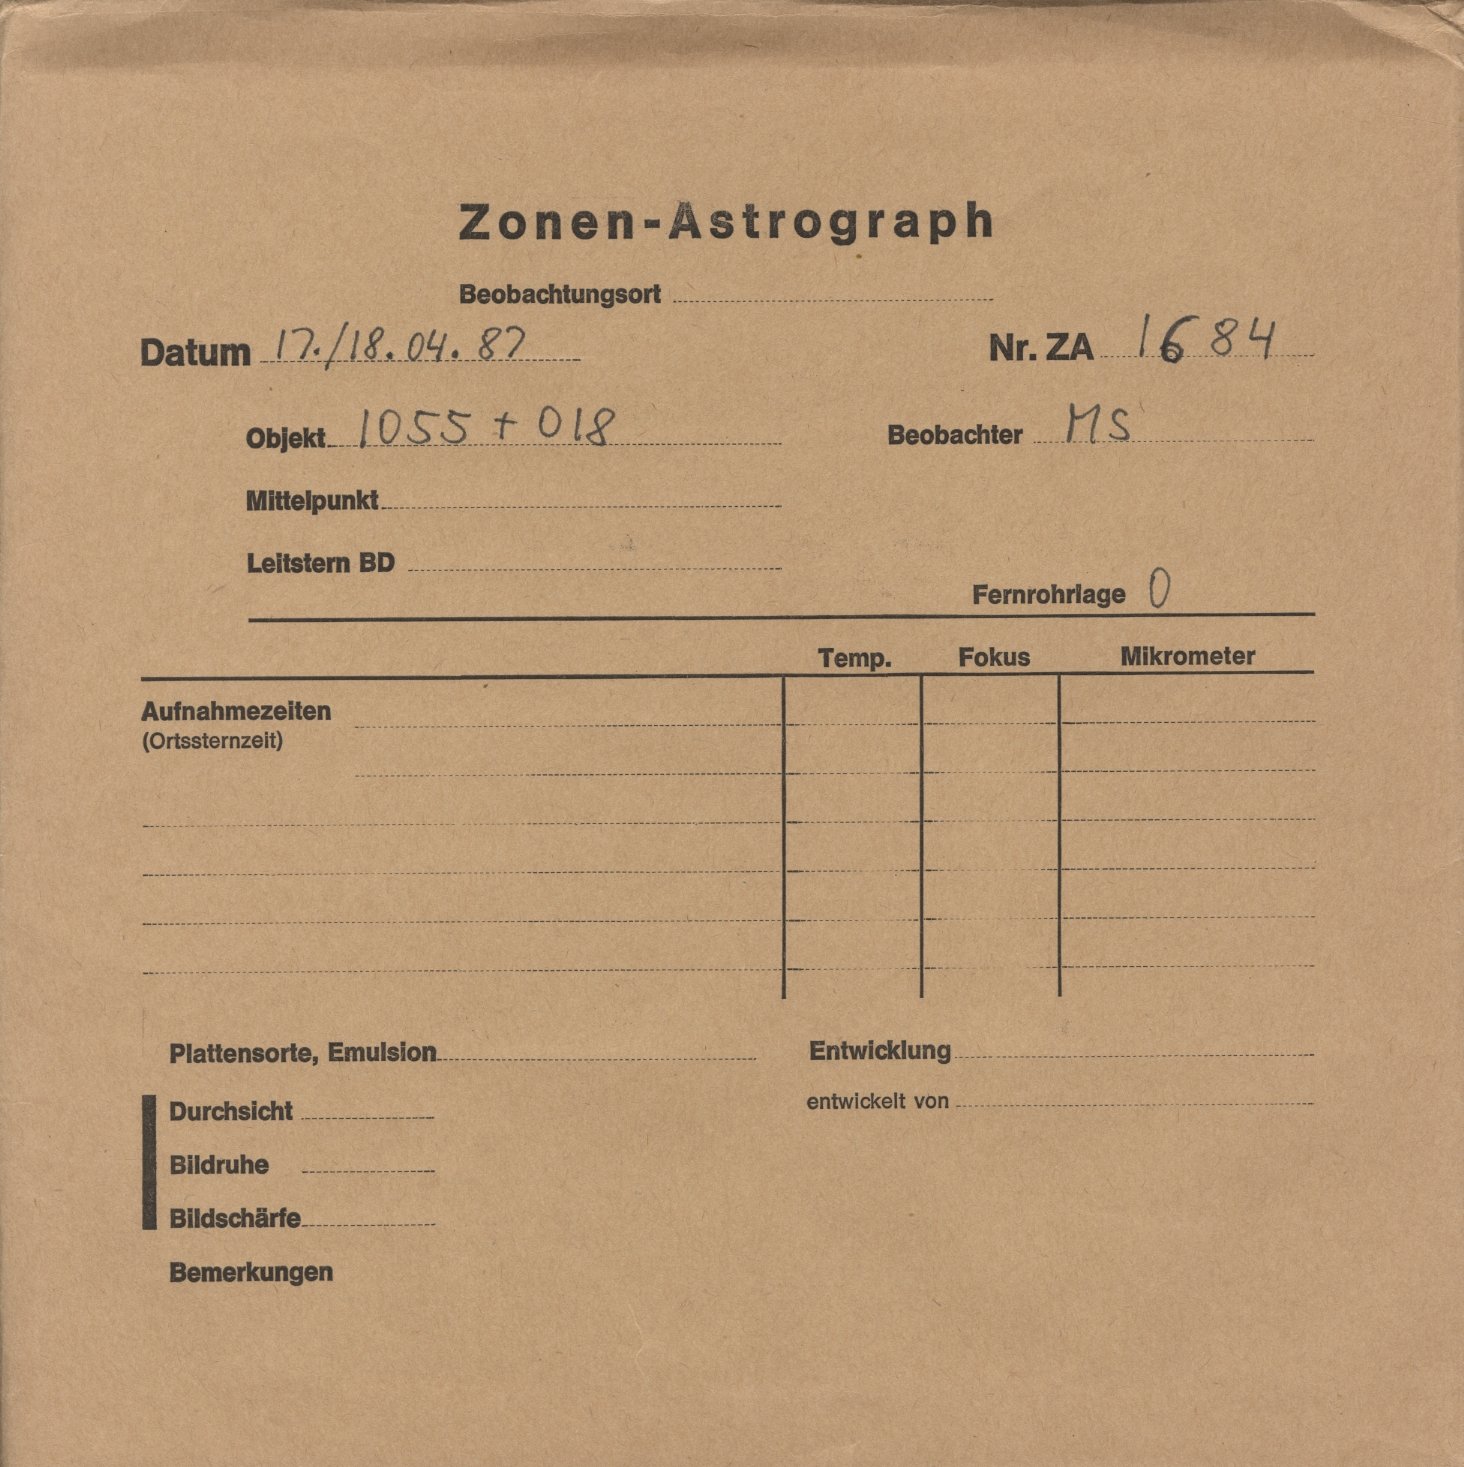 Zonen-Astrograph
Beobachtungsort
Datum 17./18.04.87
Nr. ZA 1684
Objekt 1055 + 018
Beobachter MS
Mittelpunkt
Leitstern BD
Fernrohrlage O
Temp. Fokus Mikrometer
Aufnahmezeiten
(Ortssternzeit)
Plattensorte, Emulsion
Entwicklung
Durchsicht
entwickelt von
Bildruhe
Bildschärfe
Bemerkungen